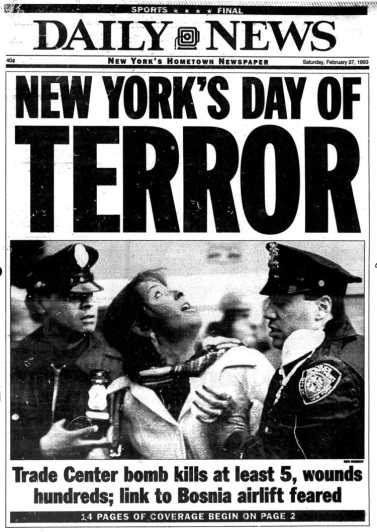 SPORTS ★ ★ ★ ★ FINAL
DAILY NEWS
40¢
NEW YORK'S HOMETOWN NEWSPAPER
Saturday, February 27, 1993
NEW YORK'S DAY OF
TERROR
Trade Center bomb kills at least 5, wounds
hundreds; link to Bosnia airlift feared
14 PAGES OF COVERAGE BEGIN ON PAGE 2